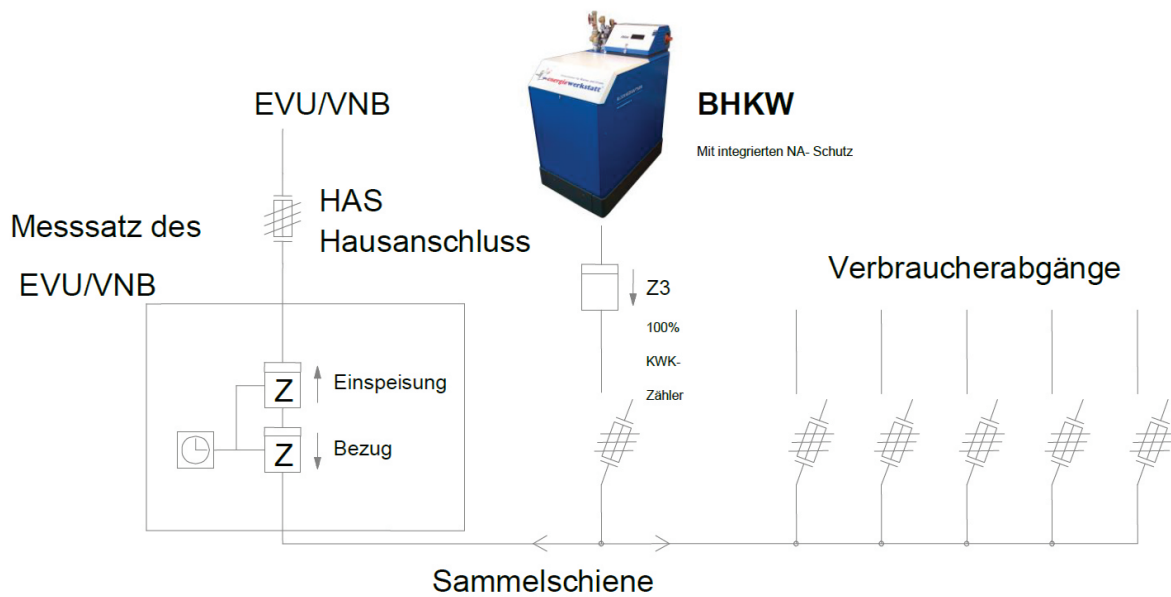 EVU/VNB
BHKW
Mit integrierten NA- Schutz
energiewerkstatt
HAS
Hausanschluss
Messsatz des
EVU/VNB
Z3
100%
KWK-
Zähler
Verbraucherabgänge
Z
Einspeisung
Z
Bezug
Sammelschiene